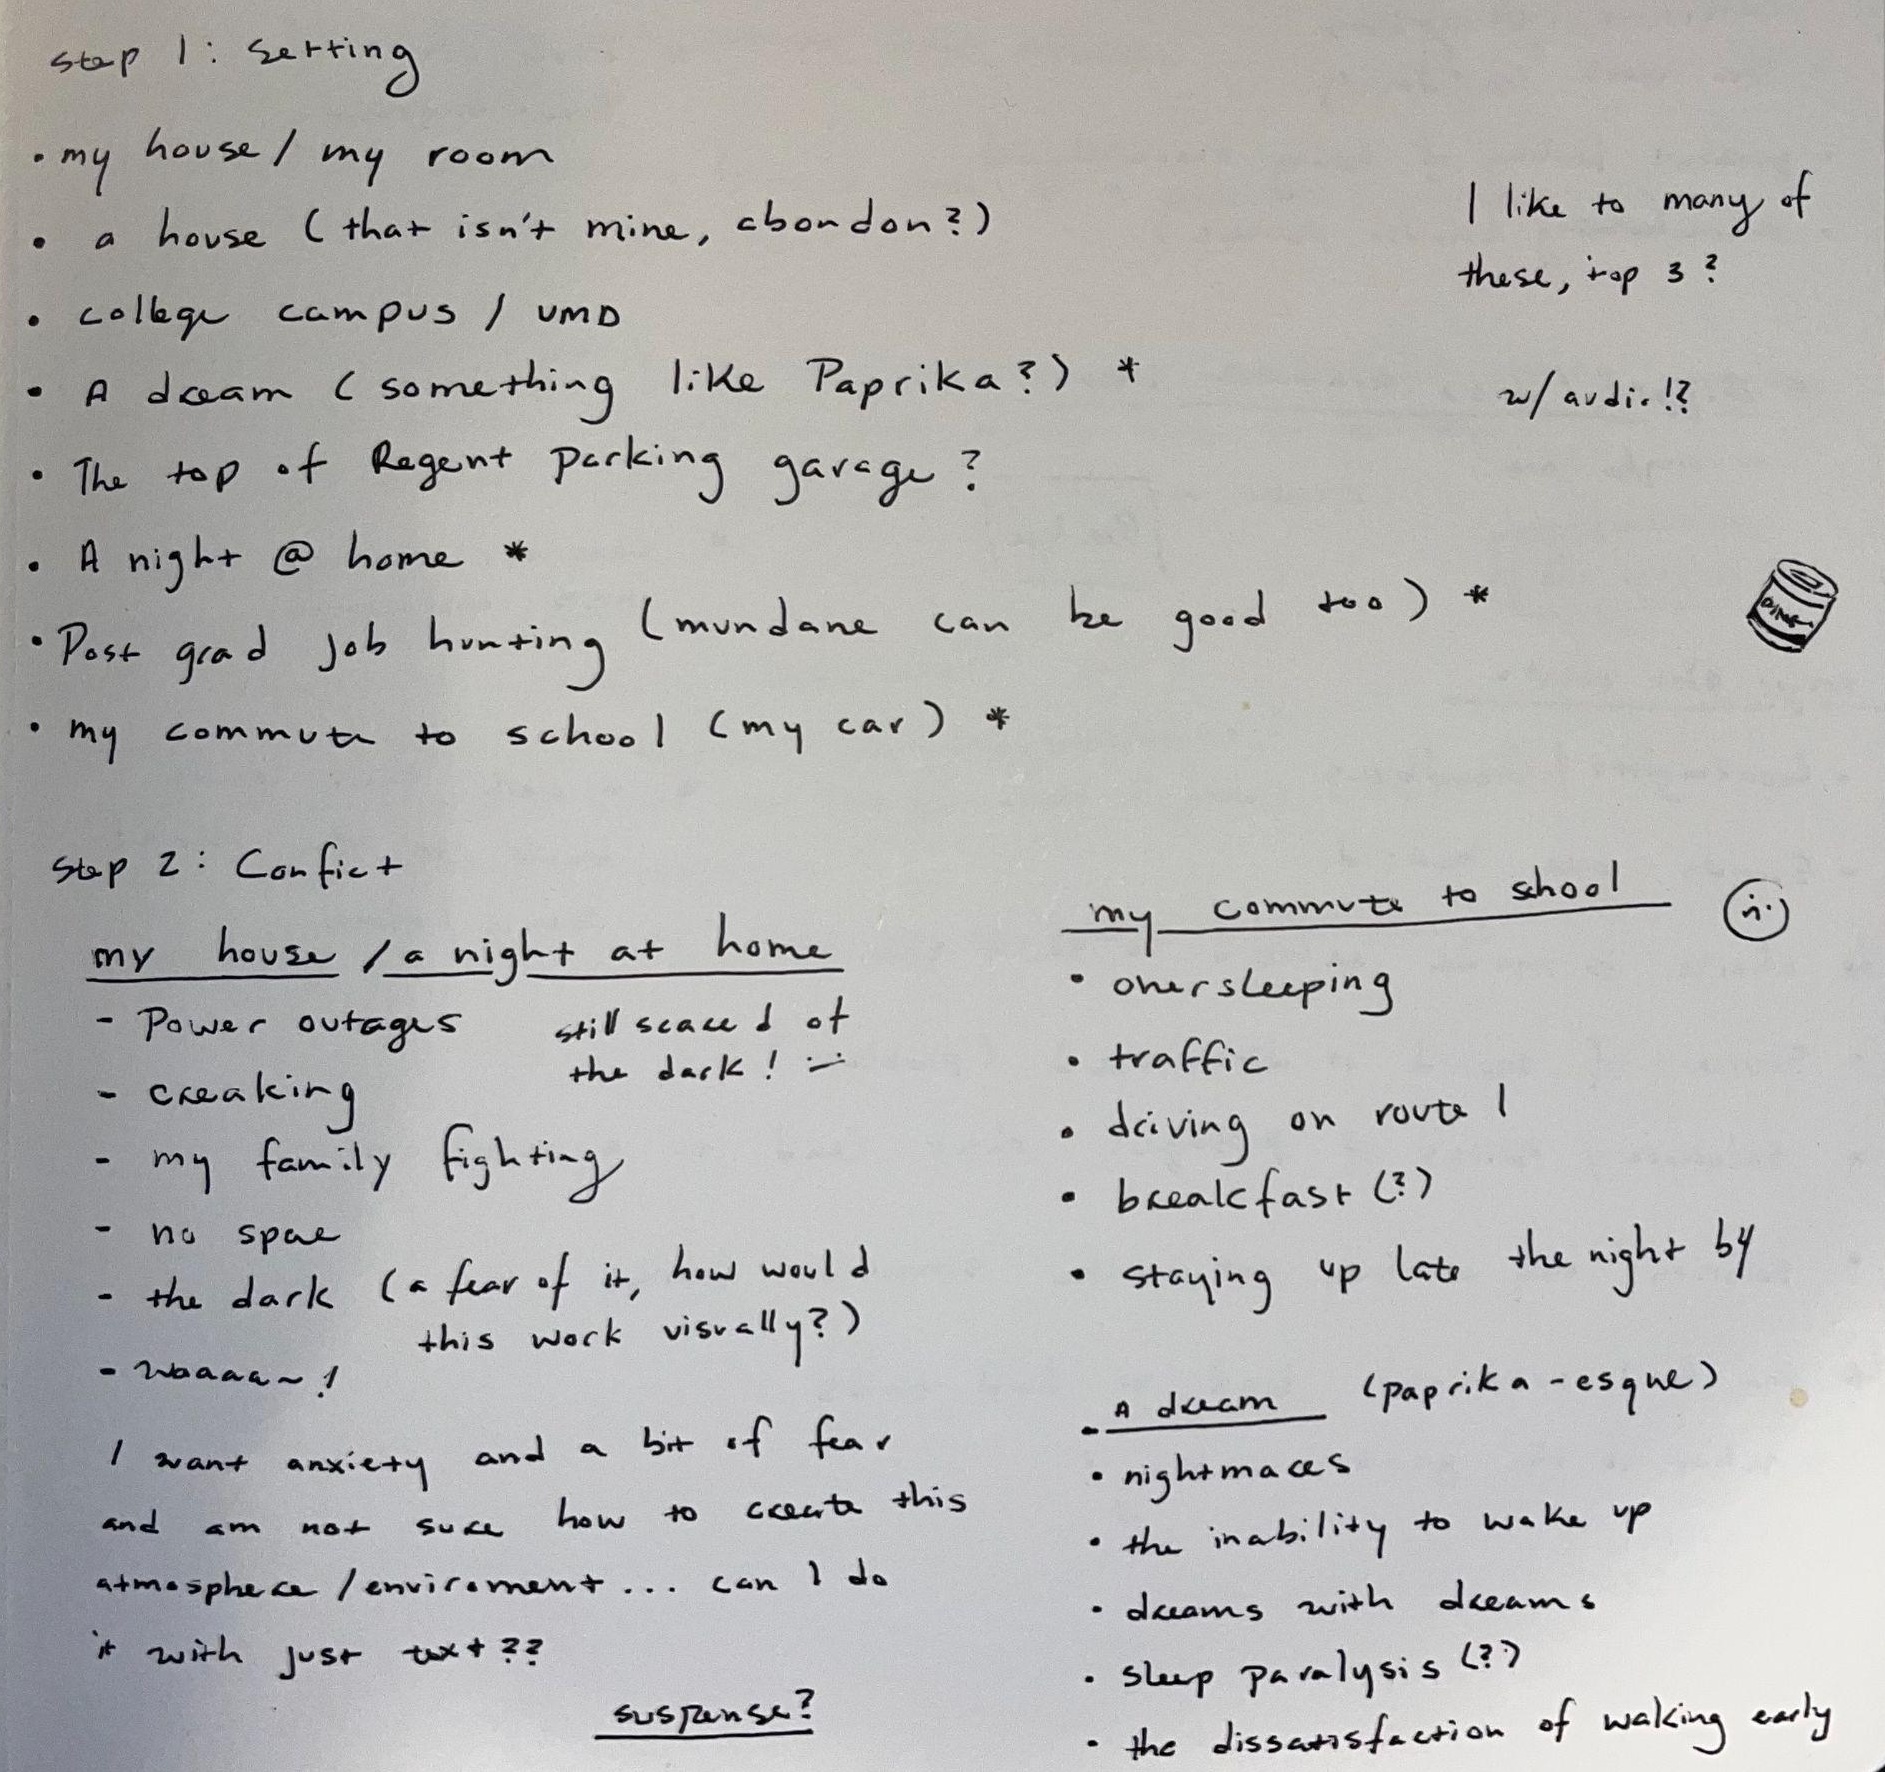 step 1: Setting
• my house / my room
• a house (that isn't mine, abandon?)
• college campus / UMD
• A dream (something like Paprika?) *
• The top of Regent Parking garage?
• A night @ home *
• Post grad job hunting (mundane can be good too) *
• my commute to school (my car) *
I like to many of
these, top 3?
w/ audio!?
Step 2: Confict
my house / a night at home
- Power outages
still scared of
the dark!
- creaking
- my family fighting
- no space
- the dark (a fear of it, how would
this work visually?)
- waaaa~!
I want anxiety and a bit of fear
and am not sure how to create this
atmosphere / enviroment... can I do
it with just text??
suspense?
my commute to school
• oversleeping
• traffic
• driving on route 1
• breakfast (?)
• staying up late the night by
- A dream (paprika-esque)
• nightmares
• the inability to wake up
• dreams with dreams
• sleep paralysis (?)
• the dissatisfaction of waking early